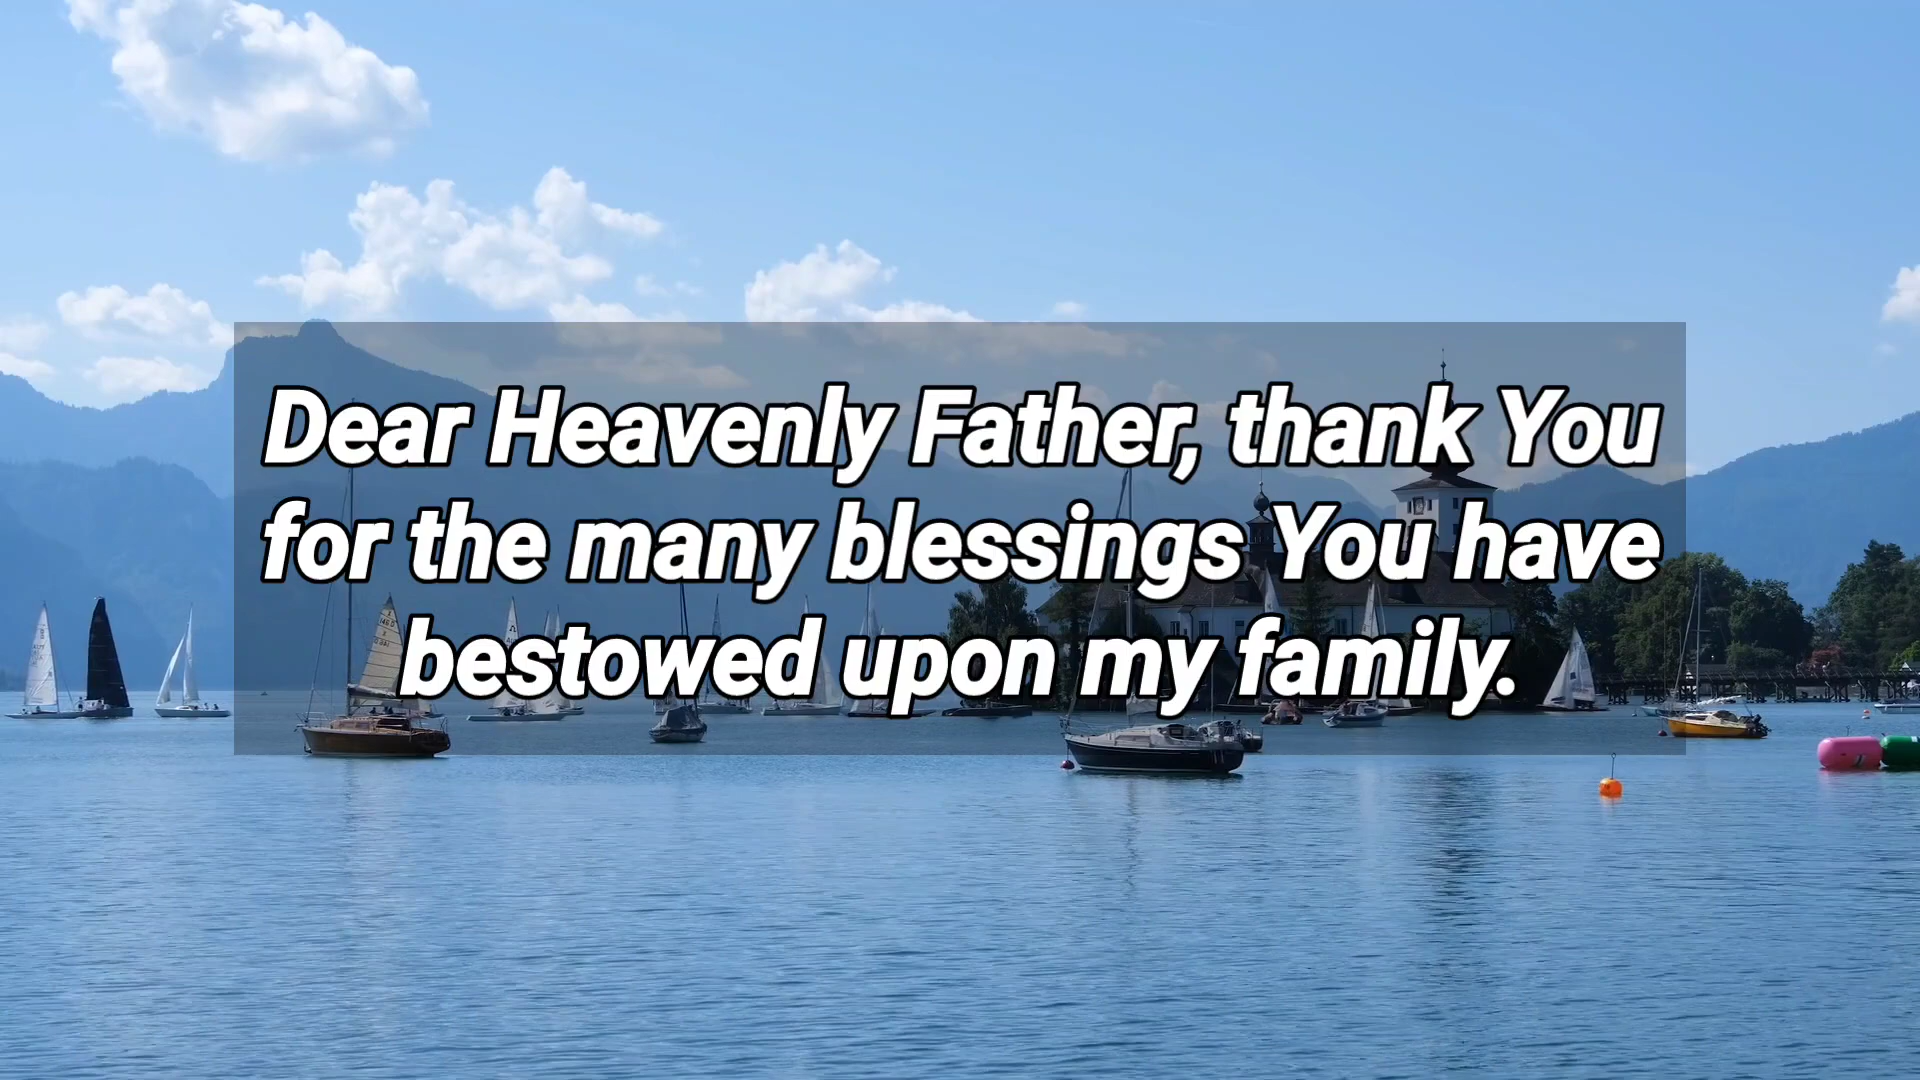 Dear Heavenly Father, thank You
for the many blessings You have
bestowed upon my family.